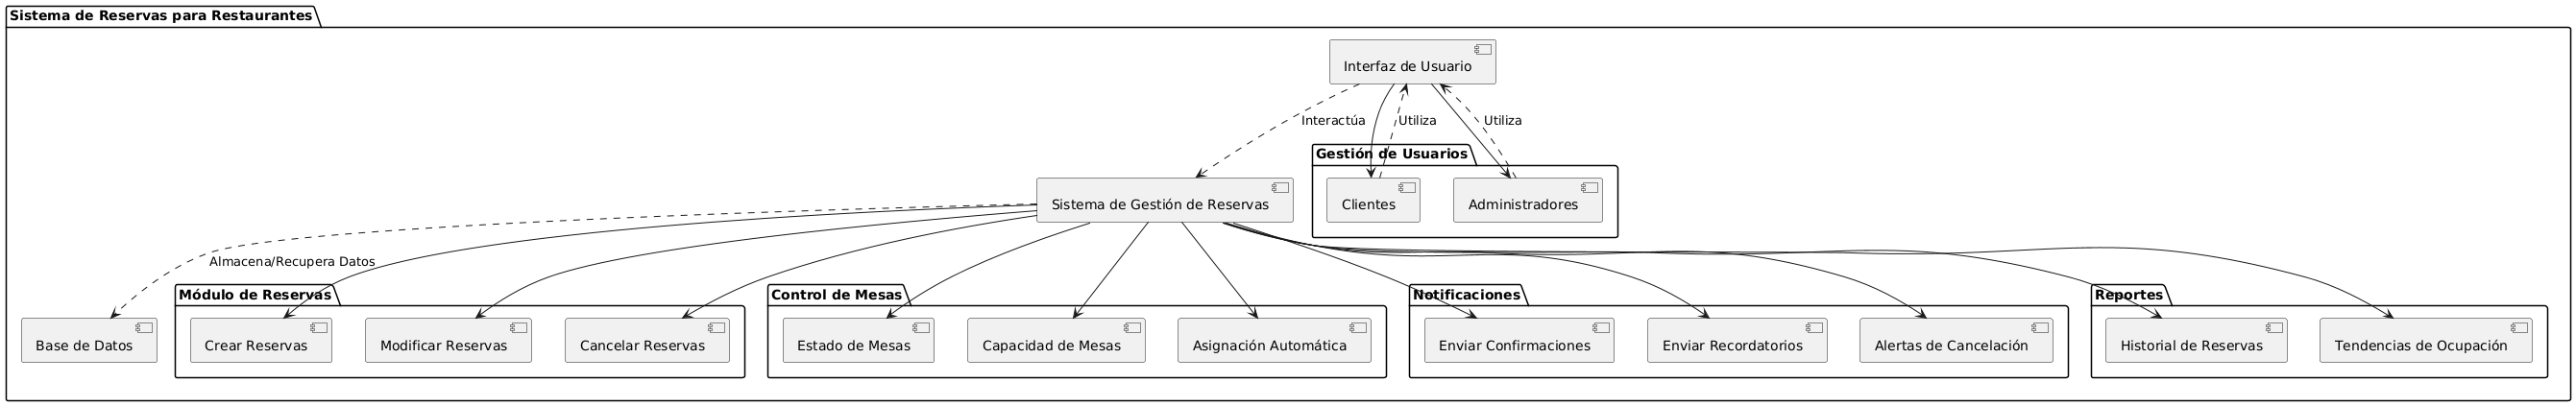 Sistema de Reservas para Restaurantes
Interfaz de Usuario
Interactúa
Utiliza
Utiliza
Gestión de Usuarios
Sistema de Gestión de Reservas
Clientes
Administradores
Almacena/Recupera Datos
Módulo de Reservas
Control de Mesas
Notificaciones
Reportes
Base de Datos
Crear Reservas
Modificar Reservas
Cancelar Reservas
Estado de Mesas
Capacidad de Mesas
Asignación Automática
Enviar Confirmaciones
Enviar Recordatorios
Alertas de Cancelación
Historial de Reservas
Tendencias de Ocupación